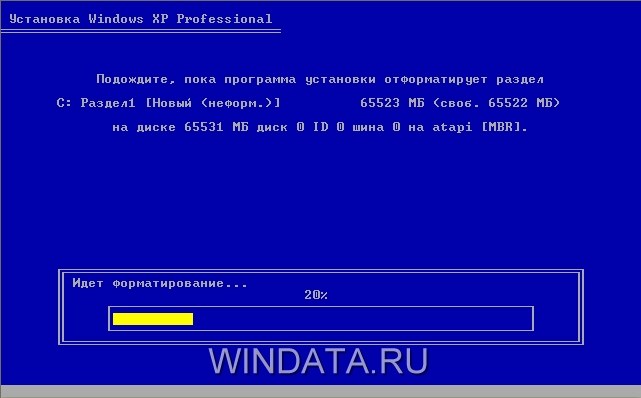 Установка Windows XP Professional
Подождите, пока программа установки отформатирует раздел
C: Раздел1 [Новый (неформ.)] 65523 МБ (своб. 65522 МБ)
на диске 65531 МБ диск 0 ID 0 шина 0 на atapi [MBR].
Идет форматирование...
20%
WINDATA.RU